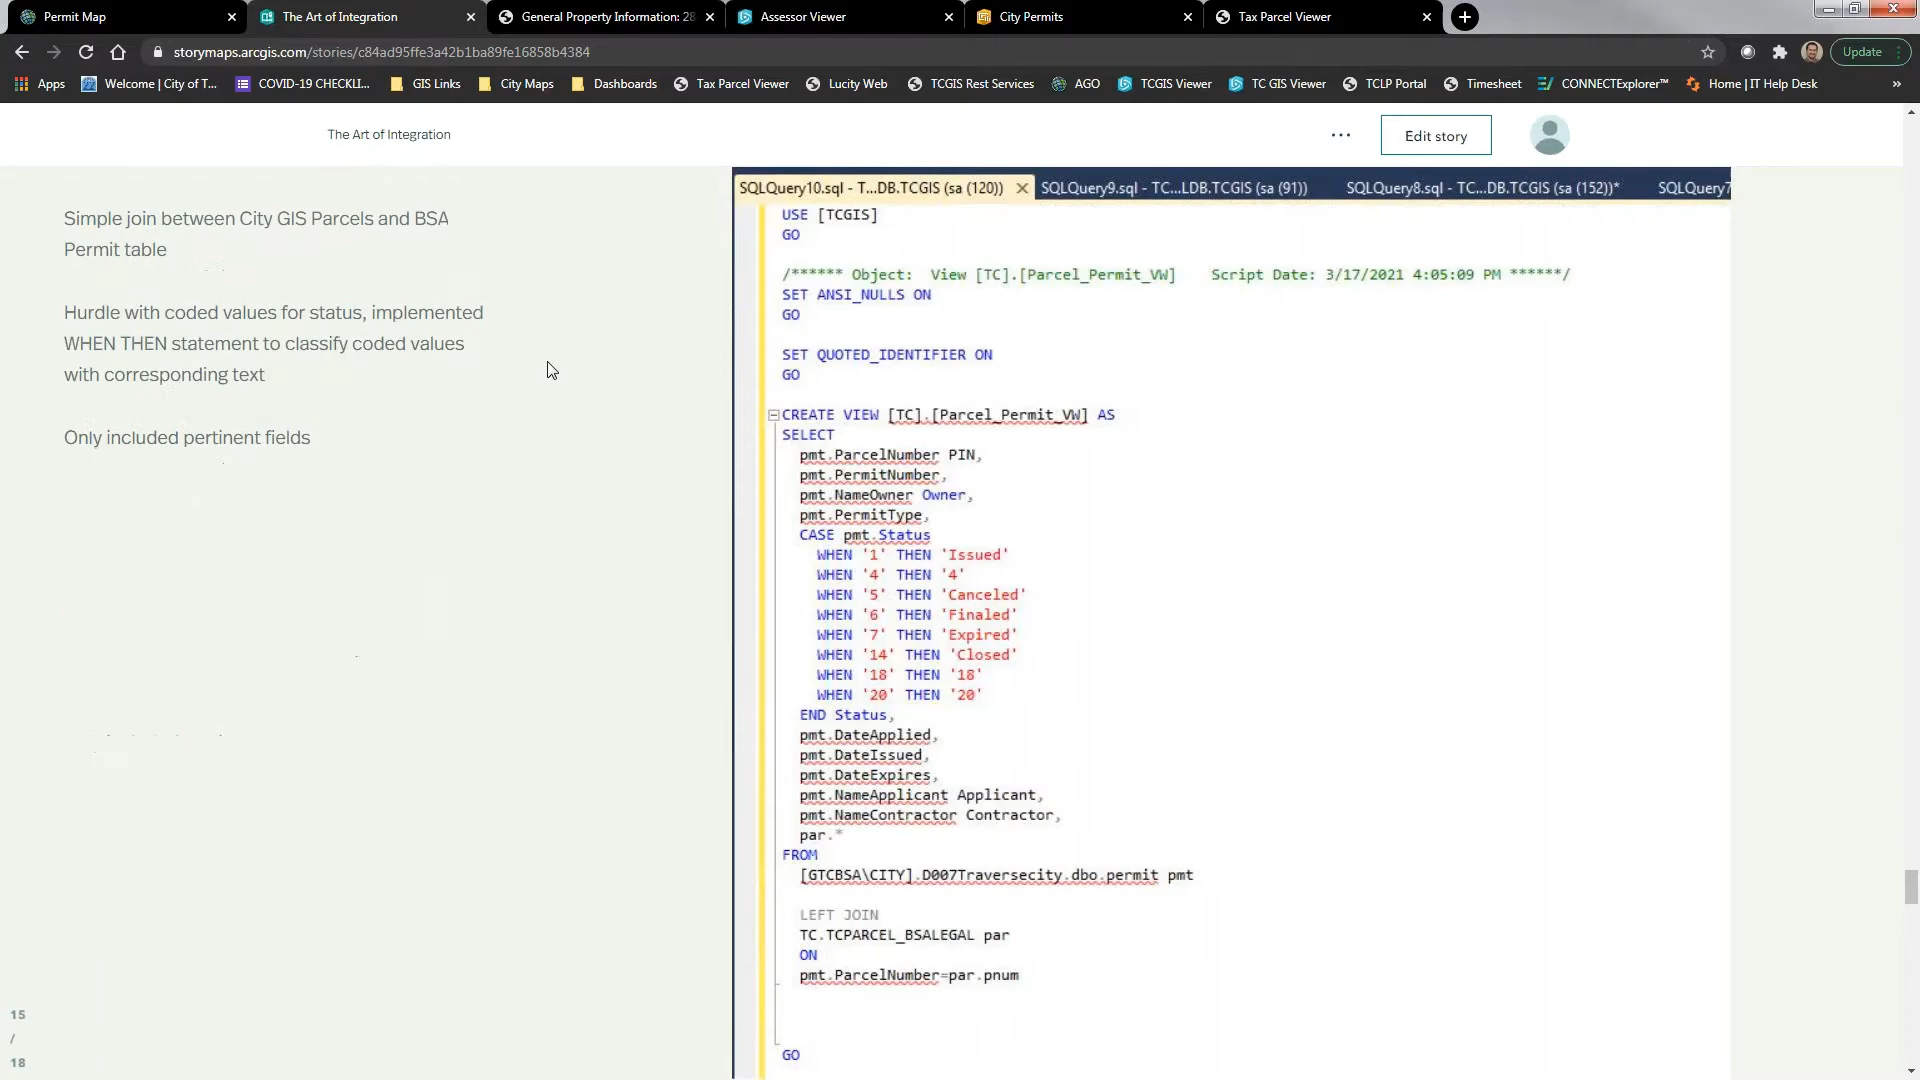 Permit Map
The Art of Integration
General Property Information: 28
Assessor Viewer
City Permits
Tax Parcel Viewer
storymaps.arcgis.com/stories/c84ad95ffe3a42b1ba89fe16858b4384
Update
Apps
Welcome | City of T...
COVID-19 CHECKLI...
GIS Links
City Maps
Dashboards
Tax Parcel Viewer
Lucity Web
TCGIS Rest Services
AGO
TCGIS Viewer
TC GIS Viewer
TCLP Portal
Timesheet
CONNECTExplorer™
Home | IT Help Desk
»
The Art of Integration
Edit story
Simple join between City GIS Parcels and BSA
Permit table
Hurdle with coded values for status, implemented
WHEN THEN statement to classify coded values
with corresponding text
Only included pertinent fields
15
/
18
SQLQuery10.sql - T...DB.TCGIS (sa (120))
SQLQuery9.sql - TC...LDB.TCGIS (sa (91))
SQLQuery8.sql - TC...DB.TCGIS (sa (152))*
SQLQuery7
USE [TCGIS]
GO
/****** Object:  View [TC].[Parcel_Permit_VW]    Script Date: 3/17/2021 4:05:09 PM ******/
SET ANSI_NULLS ON
GO
SET QUOTED_IDENTIFIER ON
GO
CREATE VIEW [TC].[Parcel_Permit_VW] AS
SELECT
pmt.ParcelNumber PIN,
pmt.PermitNumber,
pmt.NameOwner Owner,
pmt.PermitType,
CASE pmt.Status
WHEN '1' THEN 'Issued'
WHEN '4' THEN '4'
WHEN '5' THEN 'Canceled'
WHEN '6' THEN 'Finaled'
WHEN '7' THEN 'Expired'
WHEN '14' THEN 'Closed'
WHEN '18' THEN '18'
WHEN '20' THEN '20'
END Status,
pmt.DateApplied,
pmt.DateIssued,
pmt.DateExpires,
pmt.NameApplicant Applicant,
pmt.NameContractor Contractor,
par.*
FROM
[GTCBSA\CITY].D007Traversecity.dbo.permit pmt
LEFT JOIN
TC.TCPARCEL_BSALEGAL par
ON
pmt.ParcelNumber=par.pnum
GO